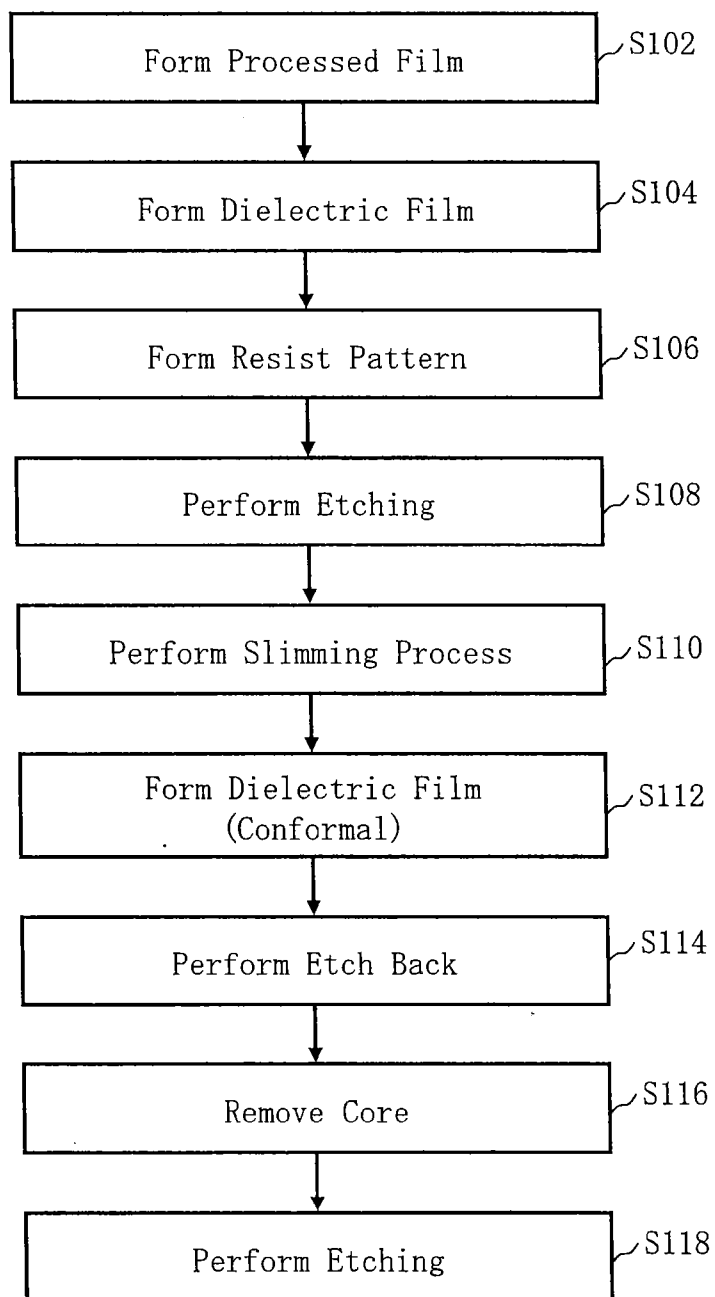 Form Processed Film
S102
Form Dielectric Film
S104
Form Resist Pattern
S106
Perform Etching
S108
Perform Slimming Process
S110
Form Dielectric Film
(Conformal)
S112
Perform Etch Back
S114
Remove Core
S116
Perform Etching
S118